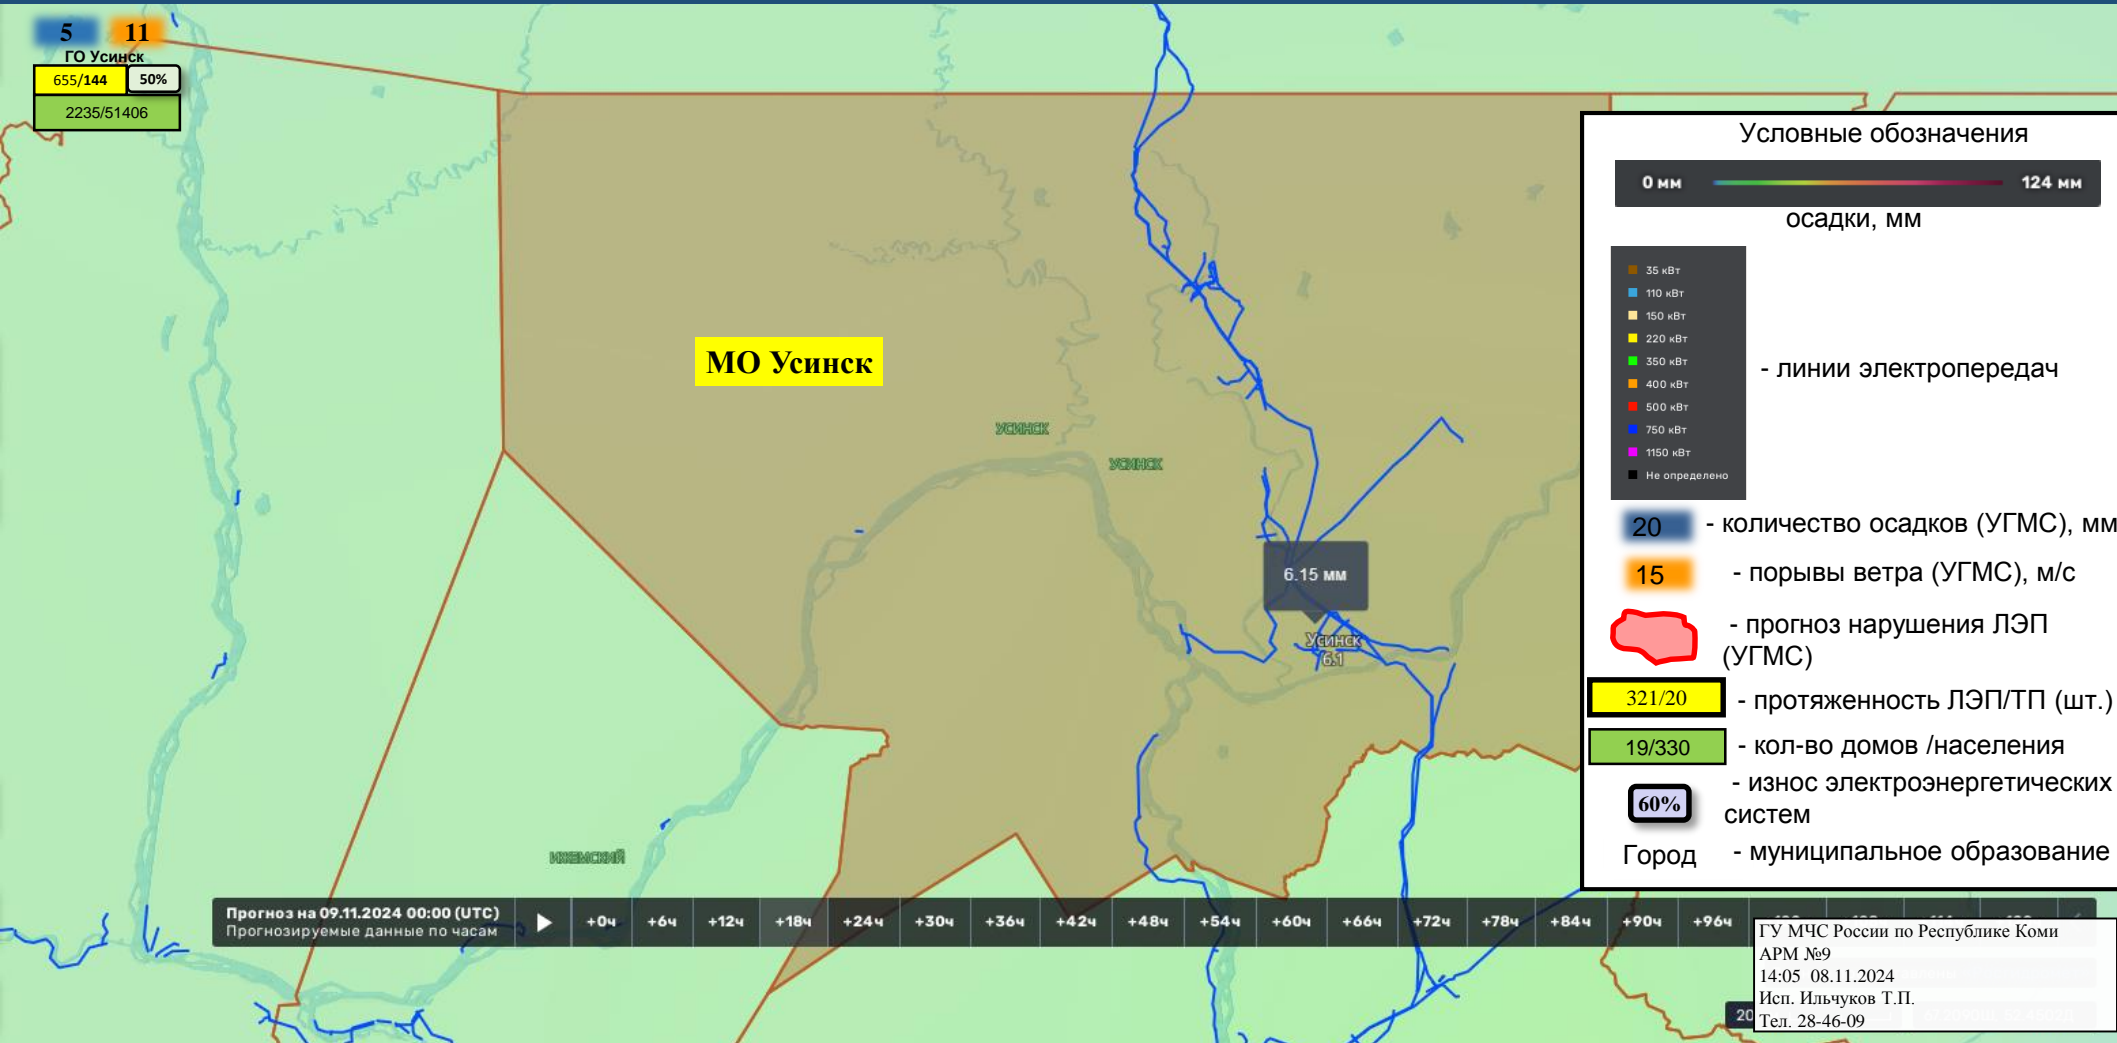 5 11
ГО Усинск
655/144 50%
2235/51406
МО Усинск
УСИНСК
УСИНСК
6.15 мм
Усинск
6.1
ИЖЕМСКИЙ
Условные обозначения
0 мм 124 мм
осадки, мм
35 кВт
110 кВт
150 кВт
220 кВт
350 кВт
400 кВт
500 кВт
750 кВт
1150 кВт
Не определено
- линии электропередач
20 - количество осадков (УГМС), мм
15 - порывы ветра (УГМС), м/с
- прогноз нарушения ЛЭП
(УГМС)
321/20 - протяженность ЛЭП/ТП (шт.)
19/330 - кол-во домов /населения
60% - износ электроэнергетических
систем
Город - муниципальное образование
Прогноз на 09.11.2024 00:00 (UTC)
Прогнозируемые данные по часам
+0ч +6ч +12ч +18ч +24ч +30ч +36ч +42ч +48ч +54ч +60ч +66ч +72ч +78ч +84ч +90ч +96ч
ГУ МЧС России по Республике Коми
АРМ №9
14:05 08.11.2024
Исп. Ильчуков Т.П.
20 Тел. 28-46-09